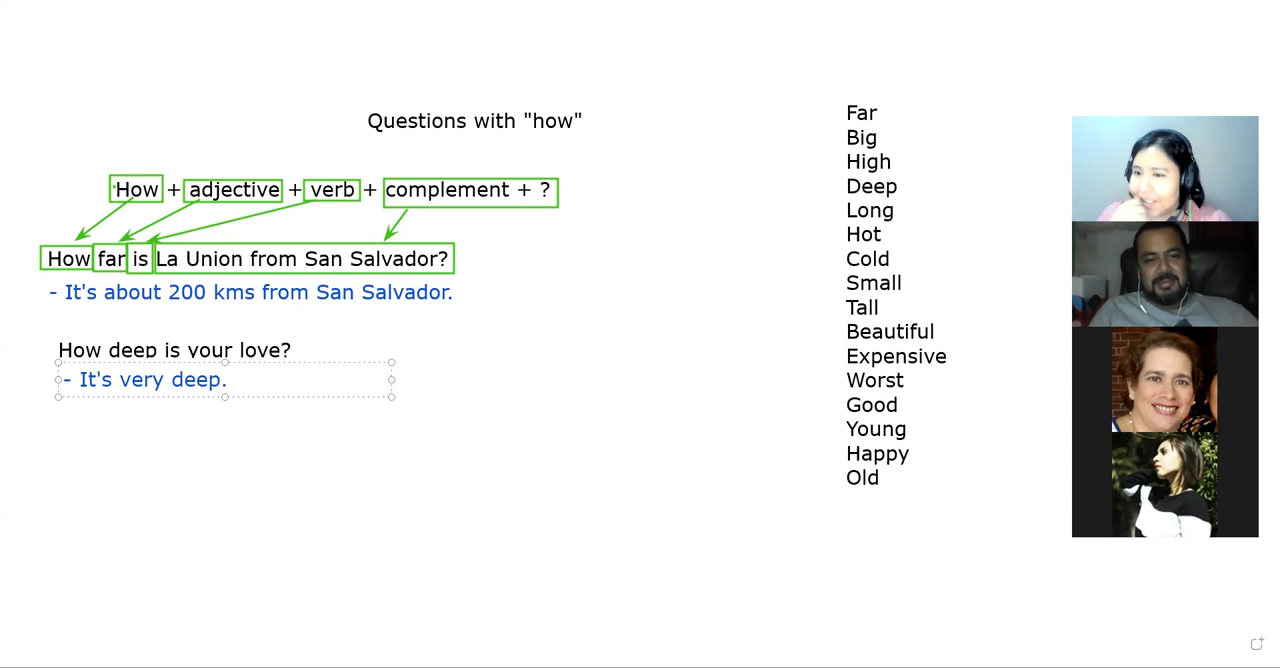 Questions with "how"
How + adjective + verb + complement + ?
How far is La Union from San Salvador?
- It's about 200 kms from San Salvador.
How deep is your love?
- It's very deep.
Far
Big
High
Deep
Long
Hot
Cold
Small
Tall
Beautiful
Expensive
Worst
Good
Young
Happy
Old